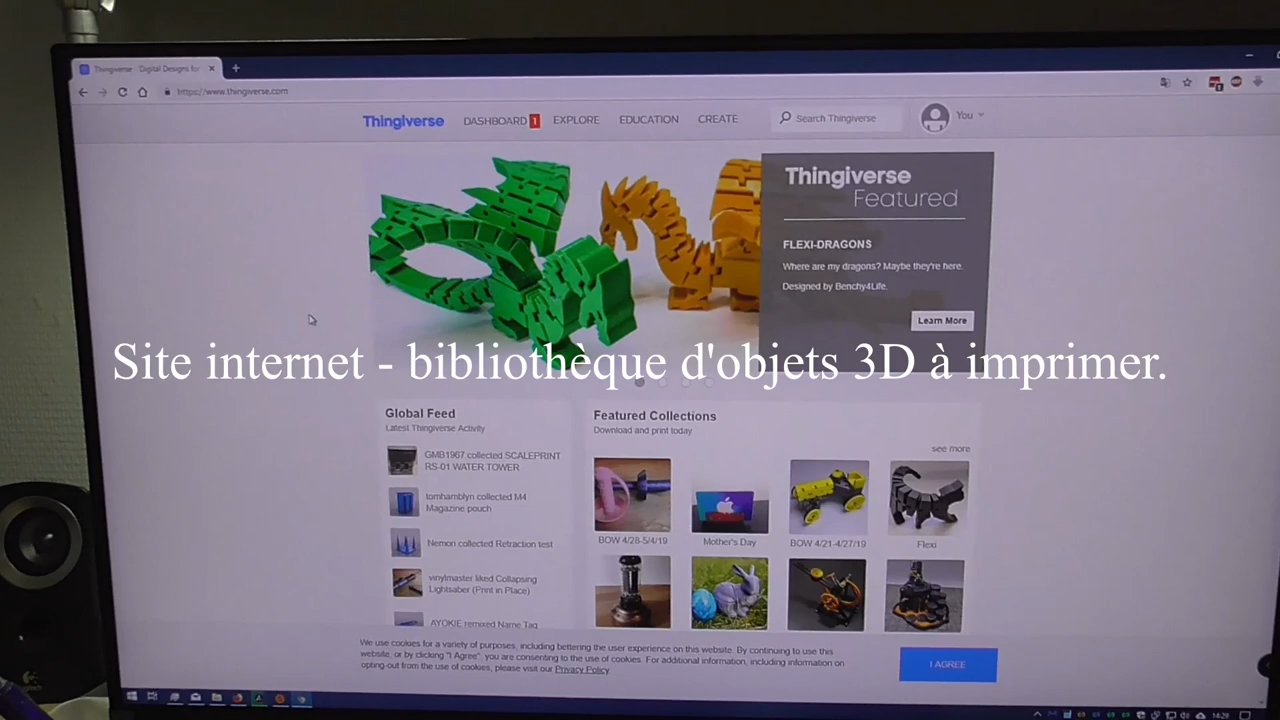 Thingiverse - Digital Designs for
https://www.thingiverse.com
Thingiverse DASHBOARD 1 EXPLORE EDUCATION CREATE Search Thingiverse You
Thingiverse
Featured
FLEXI-DRAGONS
Where are my dragons? Maybe they're here.
Designed by Benchy4Life.
Learn More
Site internet - bibliothèque d'objets 3D à imprimer.
Global Feed
Latest Thingiverse Activity
GMB1967 collected SCALEPRINT
RS-01 WATER TOWER
tomhamblyn collected M4
Magazine pouch
Nemori collected Retraction test
vinylmaster liked Collapsing
Lightsaber (Print in Place)
AYOKIE remixed Name Tag
Featured Collections
Download and print today
see more
BOW 4/28-5/4/19
Mother's Day
BOW 4/21-4/27/19
Flexi
We use cookies for a variety of purposes, including bettering the user experience on this website. By continuing to use this
website, or by clicking "I Agree", you are consenting to the use of cookies. For additional information, including information on
opting-out from the use of cookies, please visit our Privacy Policy
I AGREE
14:29